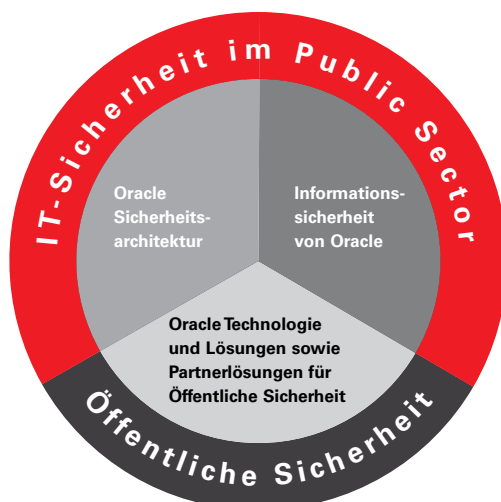 IT-Sicherheit im Public Sector
Oracle
Sicherheits-
architektur
Informations-
sicherheit
von Oracle
Oracle Technologie
und Lösungen sowie
Partnerlösungen für
Öffentliche Sicherheit
Öffentliche Sicherheit